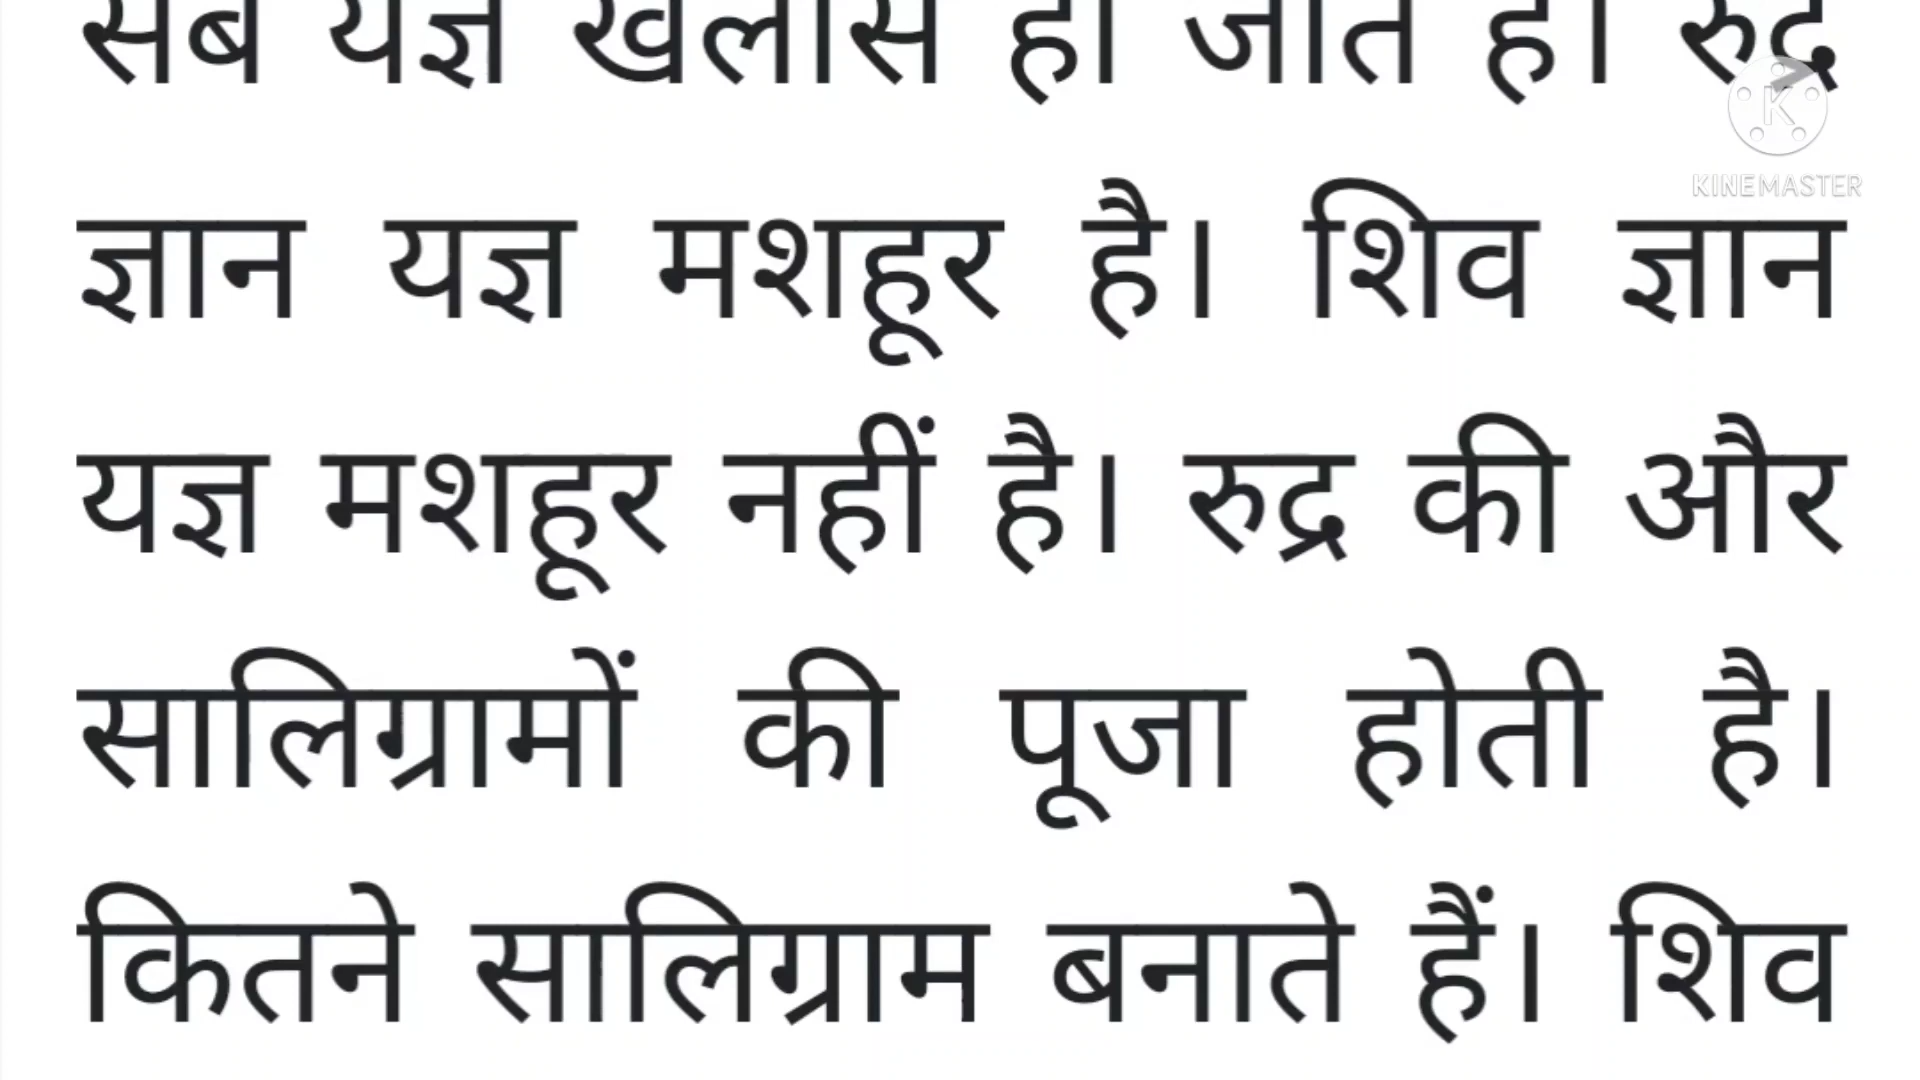 सब यज्ञ खलास हो जाते हैं। रुद्र
KINEMASTER
ज्ञान यज्ञ मशहूर है। शिव ज्ञान
यज्ञ मशहूर नहीं है। रुद्र की और
सालिग्रामों की पूजा होती है।
कितने सालिग्राम बनाते हैं। शिव